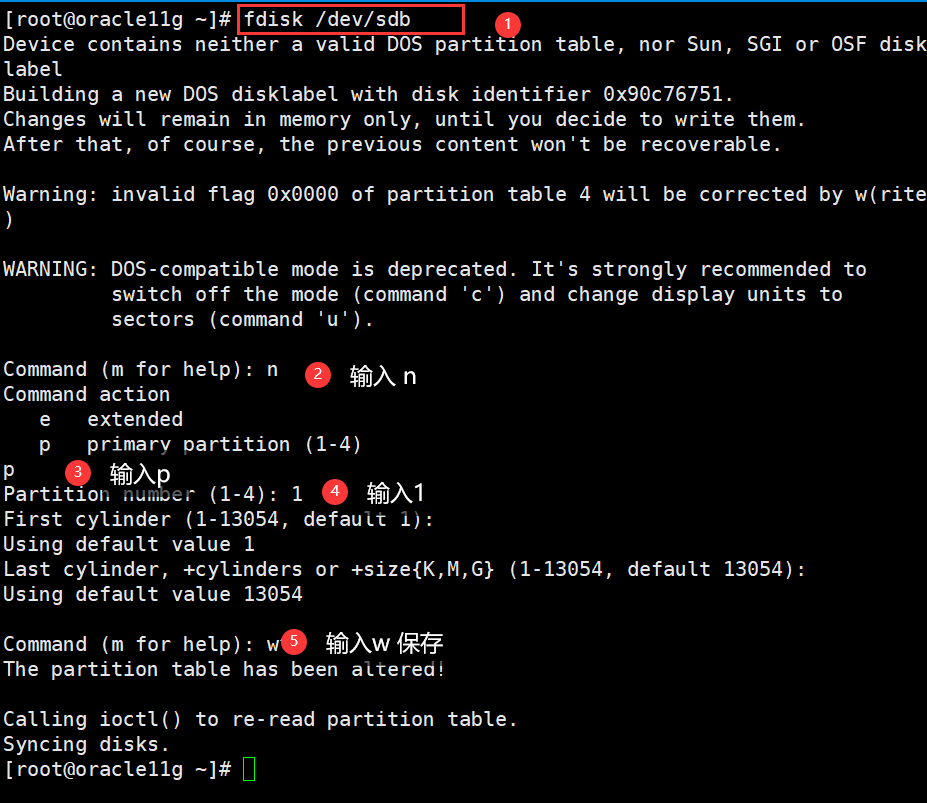 [root@oracle11g ~]# fdisk /dev/sdb 1
Device contains neither a valid DOS partition table, nor Sun, SGI or OSF disk
label
Building a new DOS disklabel with disk identifier 0x90c76751.
Changes will remain in memory only, until you decide to write them.
After that, of course, the previous content won't be recoverable.
Warning: invalid flag 0x0000 of partition table 4 will be corrected by w(rite
)
WARNING: DOS-compatible mode is deprecated. It's strongly recommended to
switch off the mode (command 'c') and change display units to
sectors (command 'u').
Command (m for help): n 2 输入 n
Command action
e extended
p primary partition (1-4)
p 3 输入p
Partition number (1-4): 1 4 输入1
First cylinder (1-13054, default 1):
Using default value 1
Last cylinder, +cylinders or +size{K,M,G} (1-13054, default 13054):
Using default value 13054
Command (m for help): w 5 输入w 保存
The partition table has been altered!
Calling ioctl() to re-read partition table.
Syncing disks.
[root@oracle11g ~]#